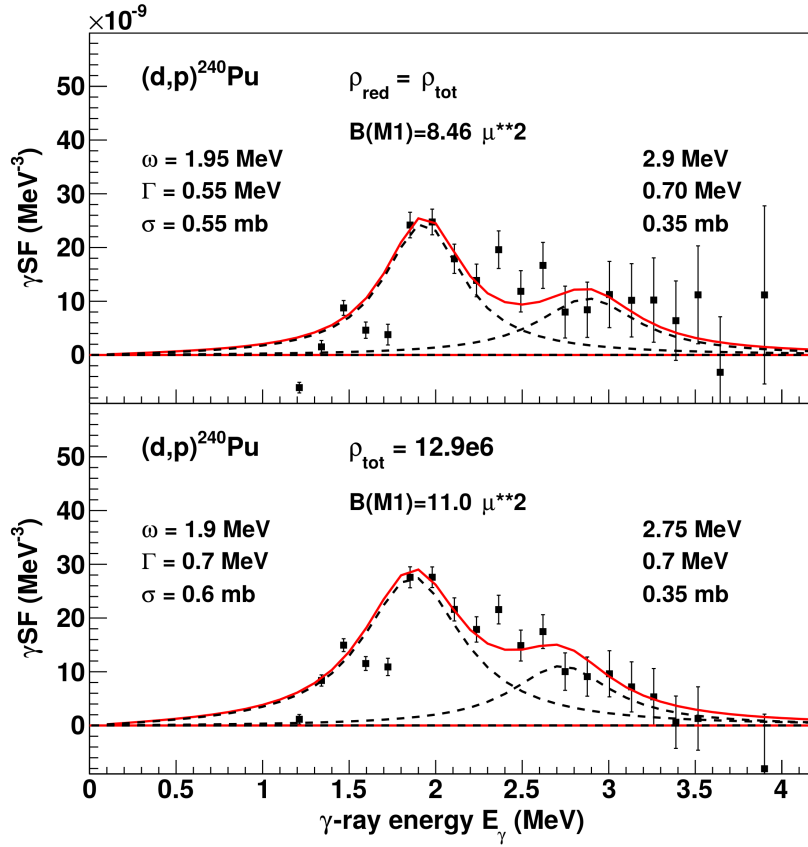 ×10⁻⁹
(d,p)²⁴⁰Pu ρ_red = ρ_tot
B(M1)=8.46 μ**2
ω = 1.95 MeV 2.9 MeV
Γ = 0.55 MeV 0.70 MeV
σ = 0.55 mb 0.35 mb
γSF (MeV⁻³)
50
40
30
20
10
0
(d,p)²⁴⁰Pu ρ_tot = 12.9e6
B(M1)=11.0 μ**2
ω = 1.9 MeV 2.75 MeV
Γ = 0.7 MeV 0.7 MeV
σ = 0.6 mb 0.35 mb
γSF (MeV⁻³)
50
40
30
20
10
0
0 0.5 1 1.5 2 2.5 3 3.5 4
γ-ray energy E_γ (MeV)